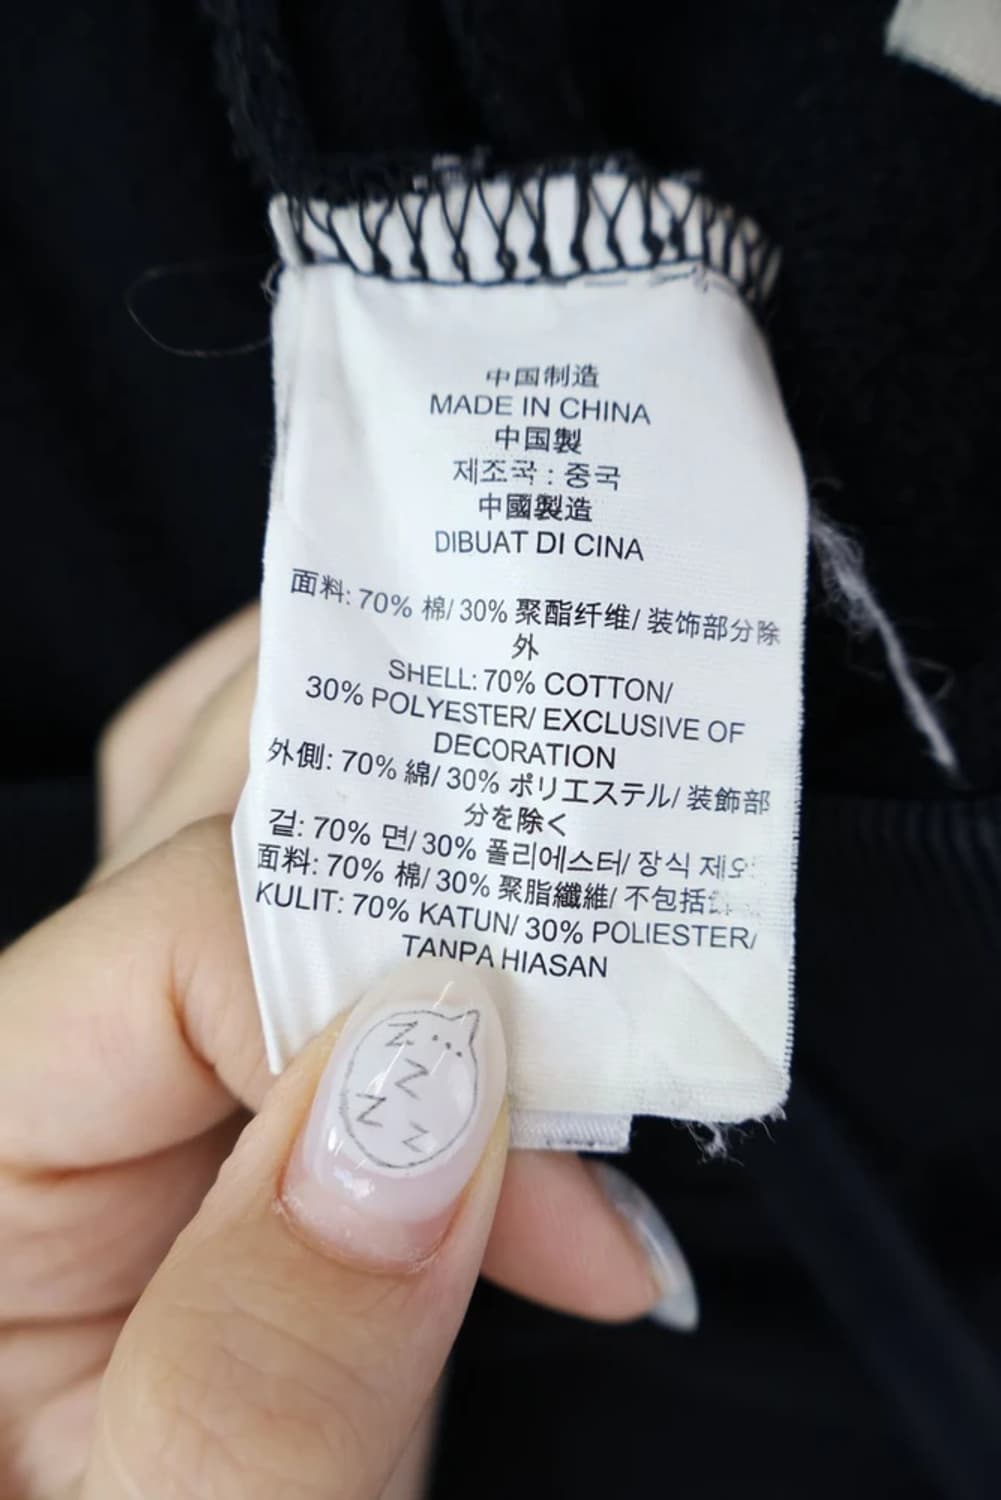 中国制造
MADE IN CHINA
中国製
제조국 : 중국
中國製造
DIBUAT DI CINA
面料: 70% 棉/ 30% 聚酯纤维/ 装饰部分除
外
SHELL: 70% COTTON/
30% POLYESTER/ EXCLUSIVE OF
DECORATION
外側: 70% 綿/ 30% ポリエステル/ 装飾部
分を除く
겉: 70% 면/ 30% 폴리에스터/ 장식 제외
面料: 70% 棉/ 30% 聚脂纖維/ 不包括
KULIT: 70% KATUN/ 30% POLIESTER/
TANPA HIASAN
Z
Z
Z
Z